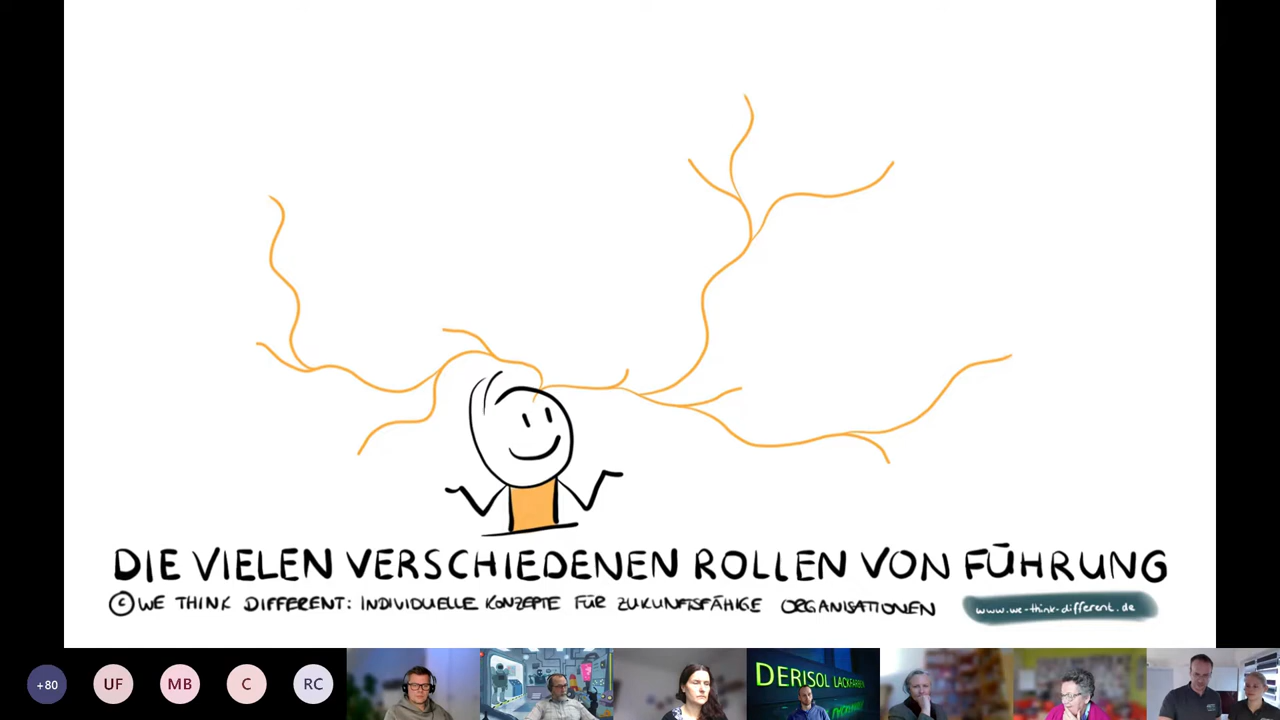 DIE VIELEN VERSCHIEDENEN ROLLEN VON FÜHRUNG
© WE THINK DIFFERENT: INDIVIDUELLE KONZEPTE FÜR ZUKUNFTSFÄHIGE ORGANISATIONEN
www.we-think-different.de
+80 UF MB C RC
DERISOL LACKFARBEN